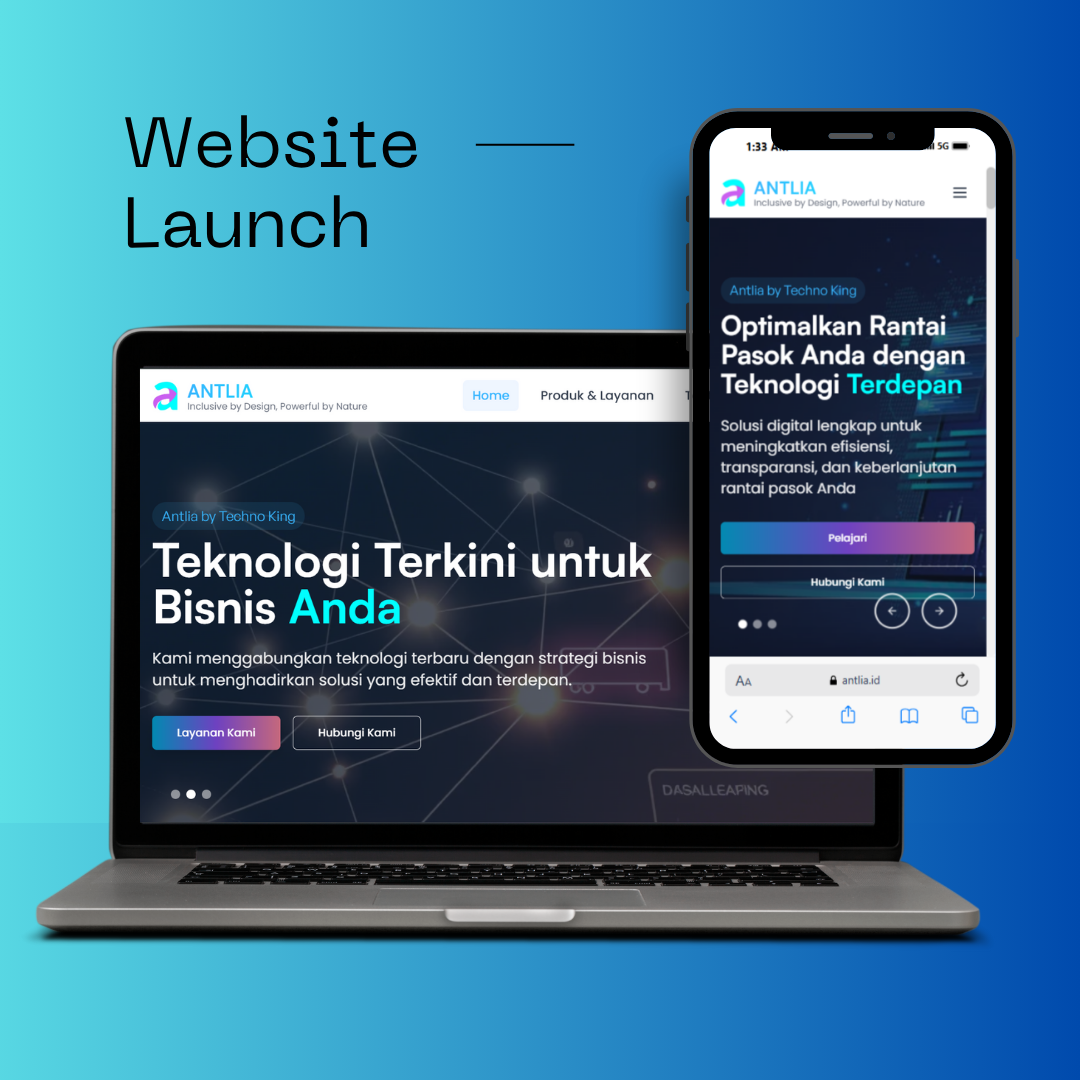 Website
Launch
ANTLIA
Inclusive by Design, Powerful by Nature
Home
Produk & Layanan
Antlia by Techno King
Teknologi Terkini untuk
Bisnis Anda
Kami menggabungkan teknologi terbaru dengan strategi bisnis
untuk menghadirkan solusi yang efektif dan terdepan.
Layanan Kami
Hubungi Kami
DASALLEAPING
1:33
5G
ANTLIA
Inclusive by Design, Powerful by Nature
Antlia by Techno King
Optimalkan Rantai
Pasok Anda dengan
Teknologi Terdepan
Solusi digital lengkap untuk
meningkatkan efisiensi,
transparansi, dan keberlanjutan
rantai pasok Anda
Pelajari
Hubungi Kami
AA
antlia.id